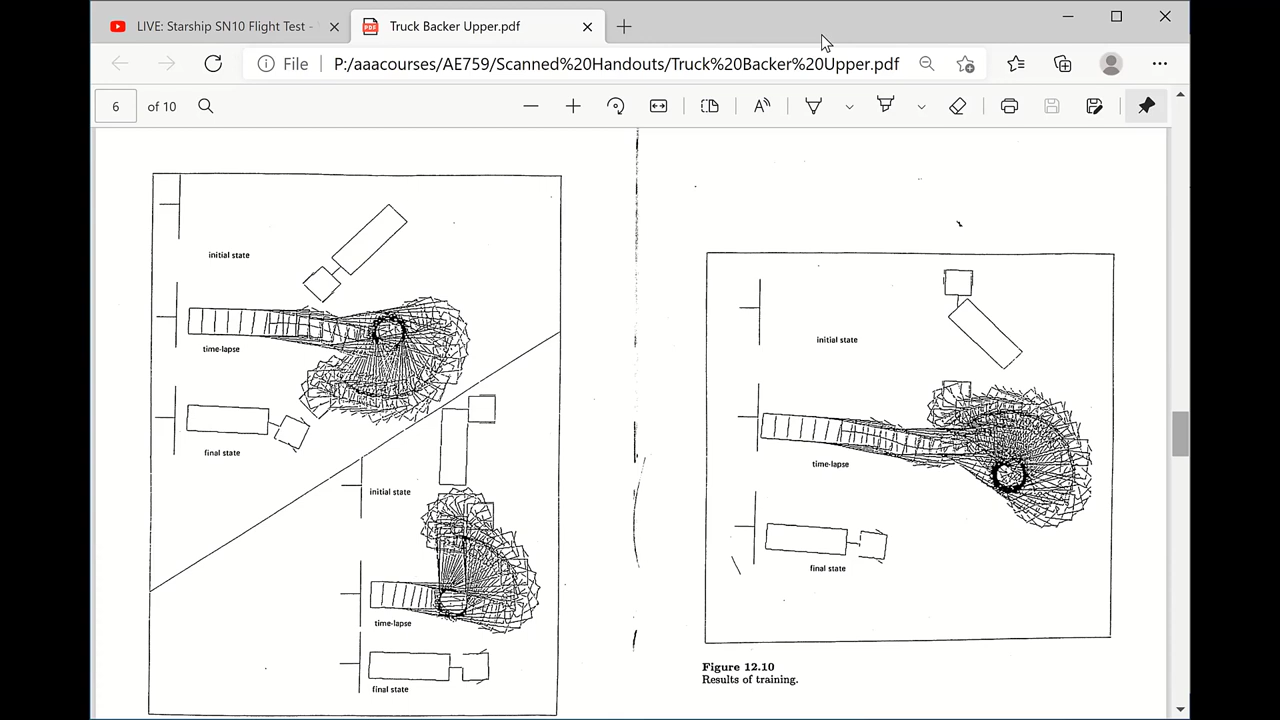 LIVE: Starship SN10 Flight Test -
Truck Backer Upper.pdf
File
P:/aaacourses/AE759/Scanned%20Handouts/Truck%20Backer%20Upper.pdf
6 of 10
initial state
time-lapse
final state
initial state
time-lapse
final state
initial state
time-lapse
final state
Figure 12.10
Results of training.